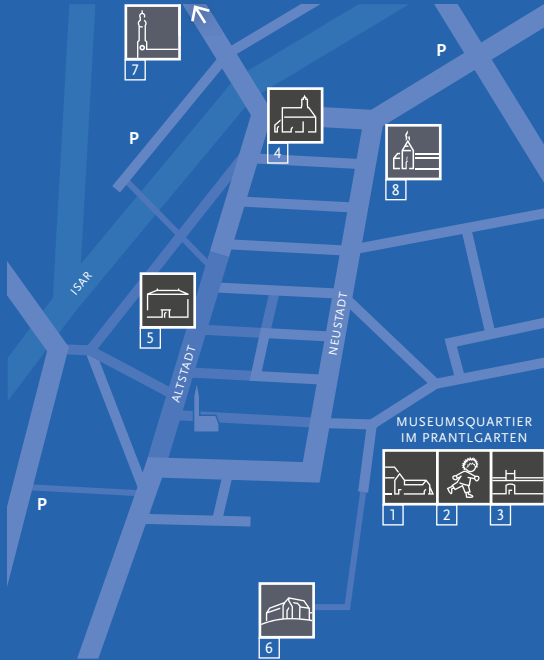 7
P
4
P
8
ISAR
5
ALTSTADT
NEUSTADT
MUSEUMSQUARTIER
IM PRANTLGARTEN
P
1 2 3
6